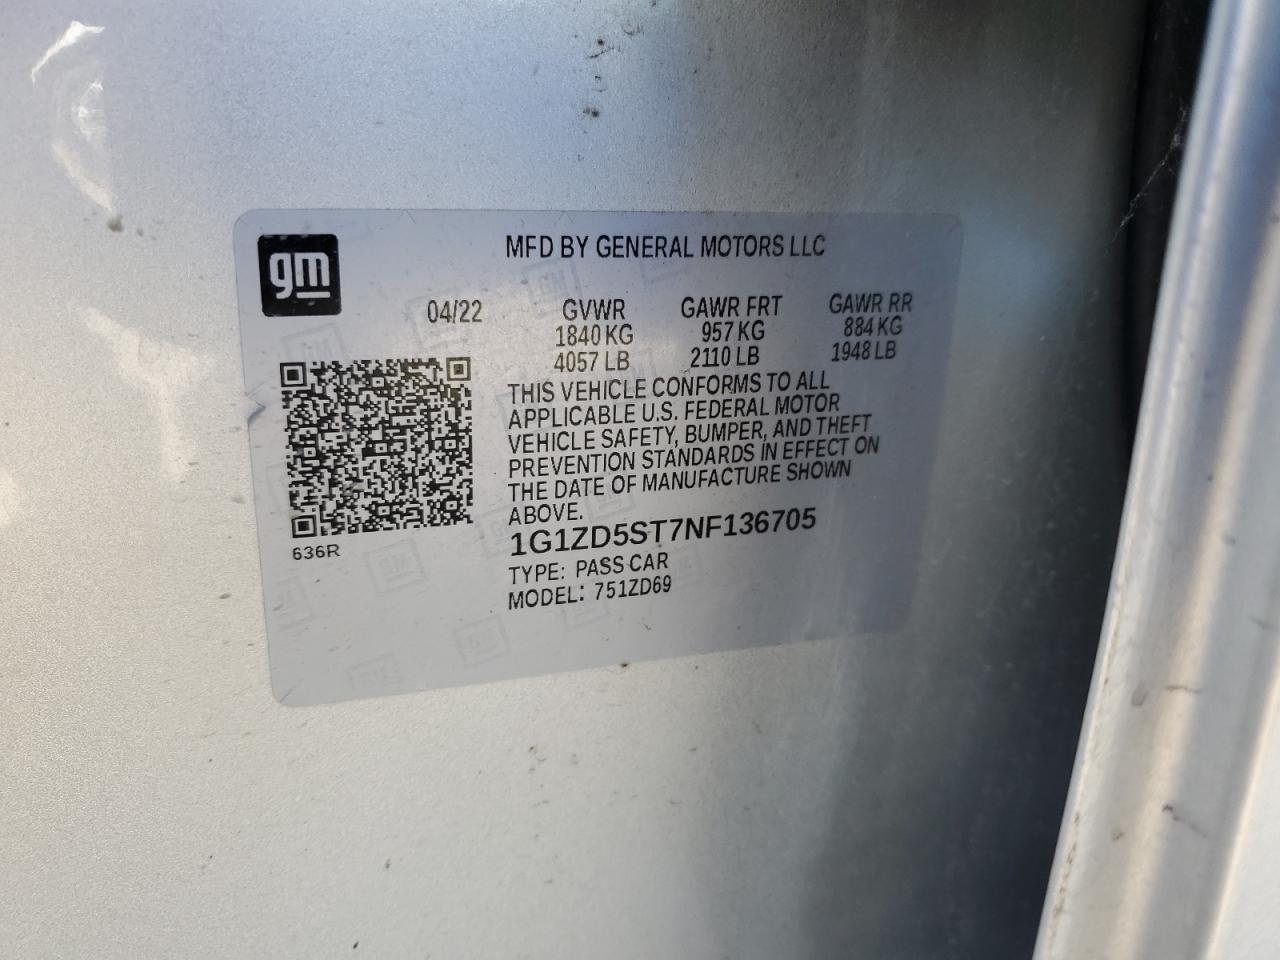 gm
MFD BY GENERAL MOTORS LLC
04/22 GVWR GAWR FRT GAWR RR
1840 KG 957 KG 884 KG
4057 LB 2110 LB 1948 LB
THIS VEHICLE CONFORMS TO ALL
APPLICABLE U.S. FEDERAL MOTOR
VEHICLE SAFETY, BUMPER, AND THEFT
PREVENTION STANDARDS IN EFFECT ON
THE DATE OF MANUFACTURE SHOWN
ABOVE.
1G1ZD5ST7NF136705
TYPE: PASS CAR
MODEL: 751ZD69
636R